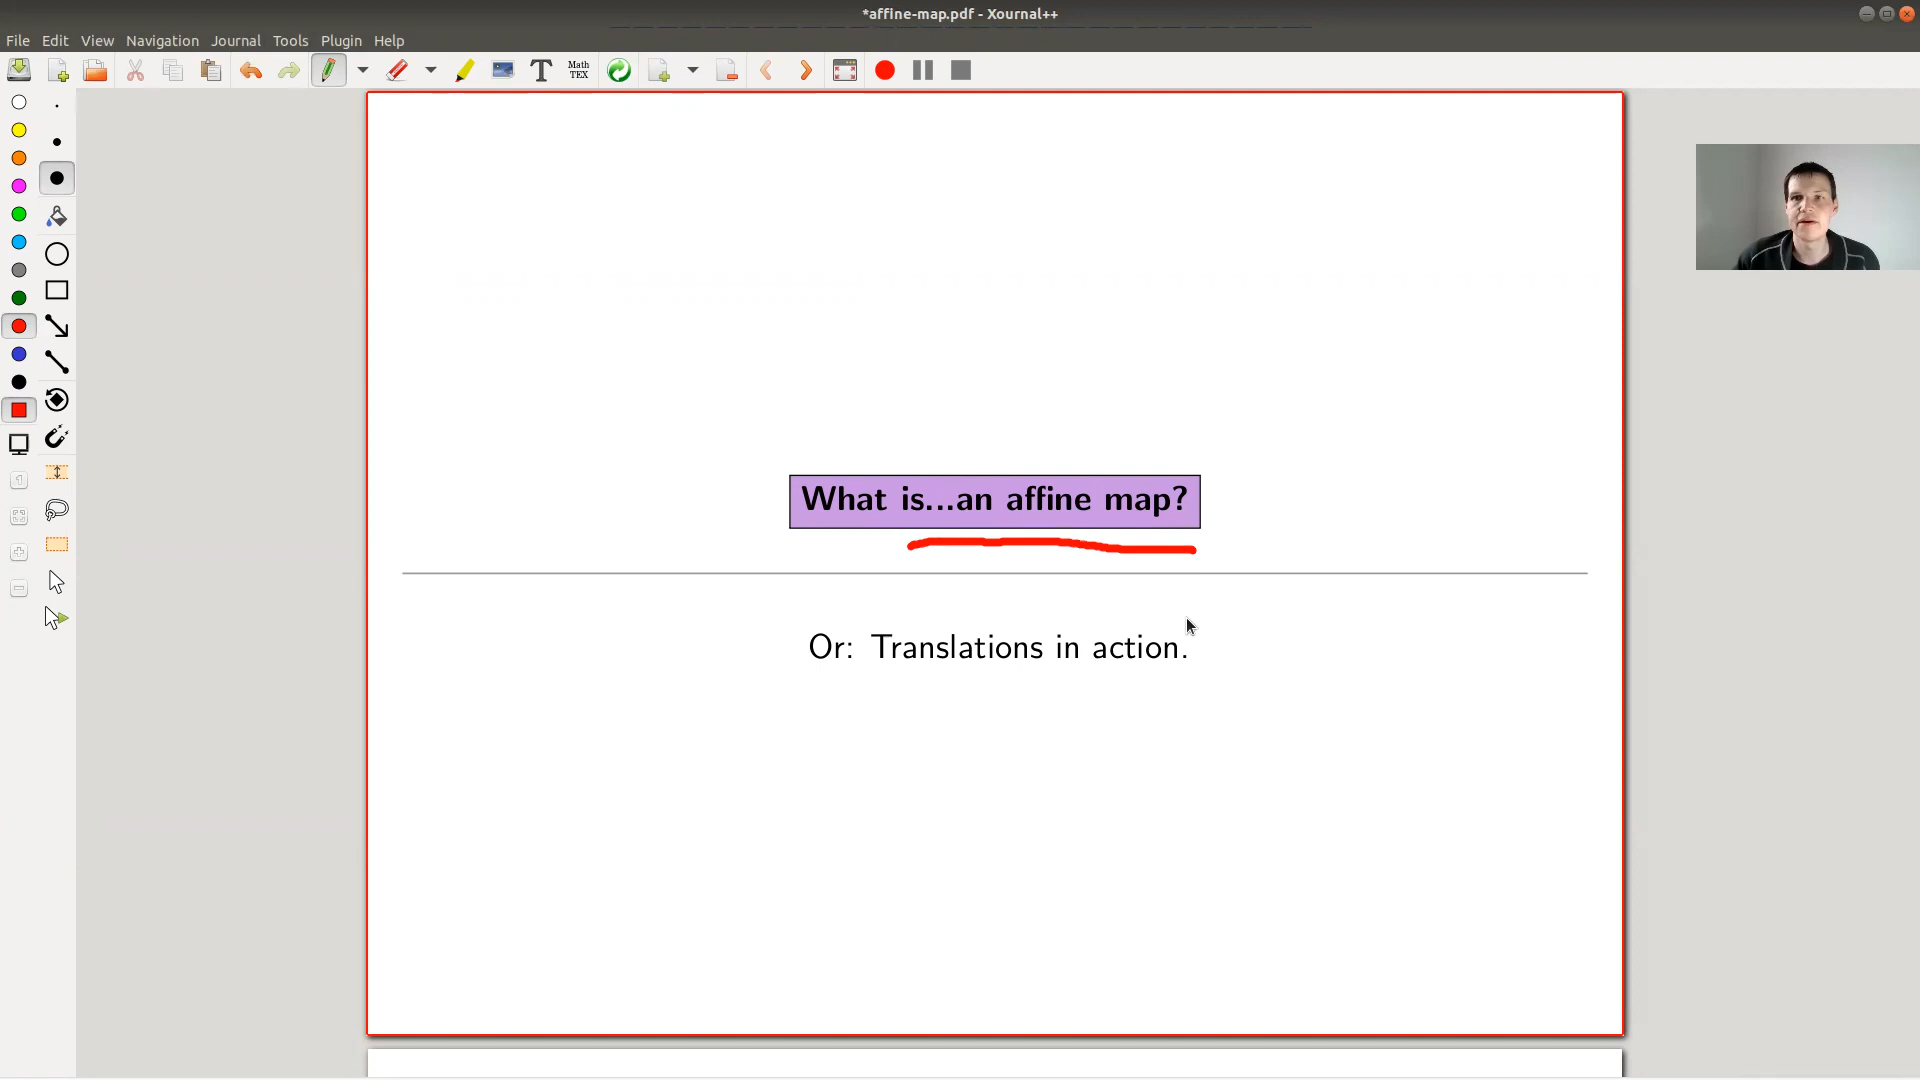 *affine-map.pdf - Xournal++
File Edit View Navigation Journal Tools Plugin Help
Math
TEX
What is...an affine map?
Or: Translations in action.